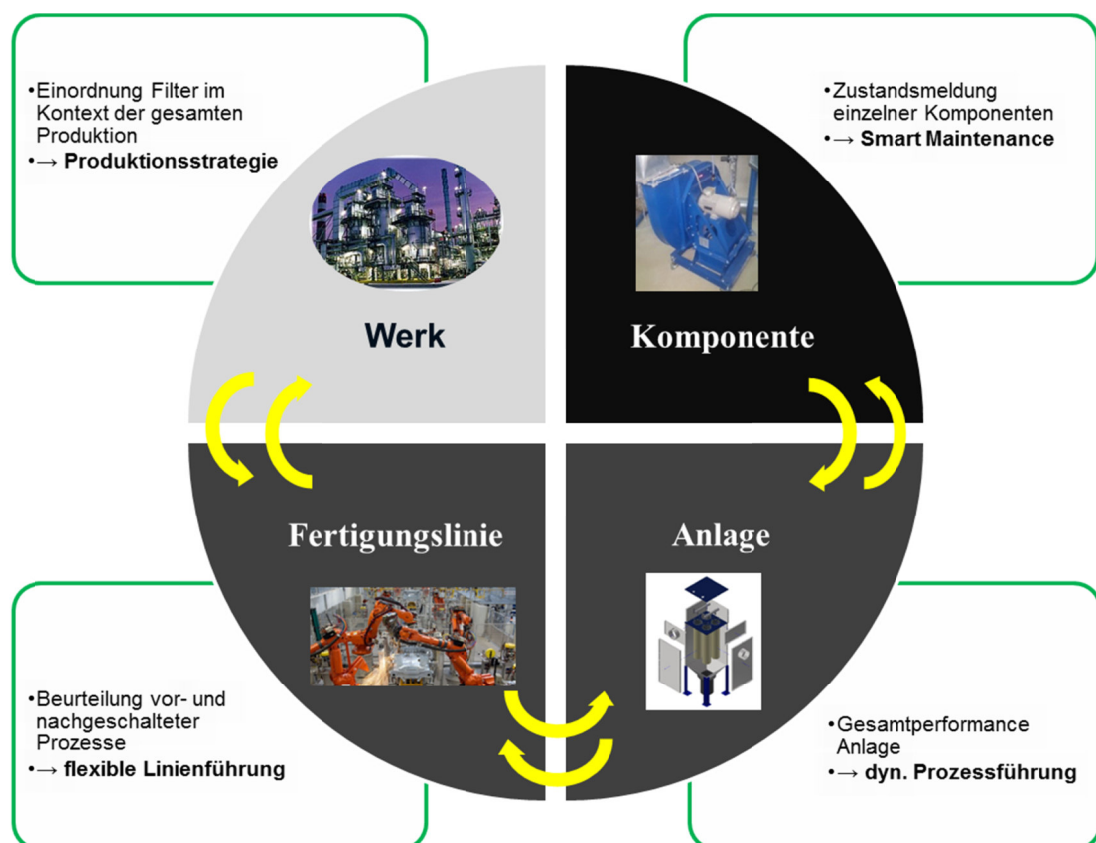 •Einordnung Filter im
Kontext der gesamten
Produktion
•→ Produktionsstrategie
•Zustandsmeldung
einzelner Komponenten
•→ Smart Maintenance
Werk
Komponente
Fertigungslinie
Anlage
•Beurteilung vor- und
nachgeschalteter
Prozesse
•→ flexible Linienführung
•Gesamtperformance
Anlage
•→ dyn. Prozessführung